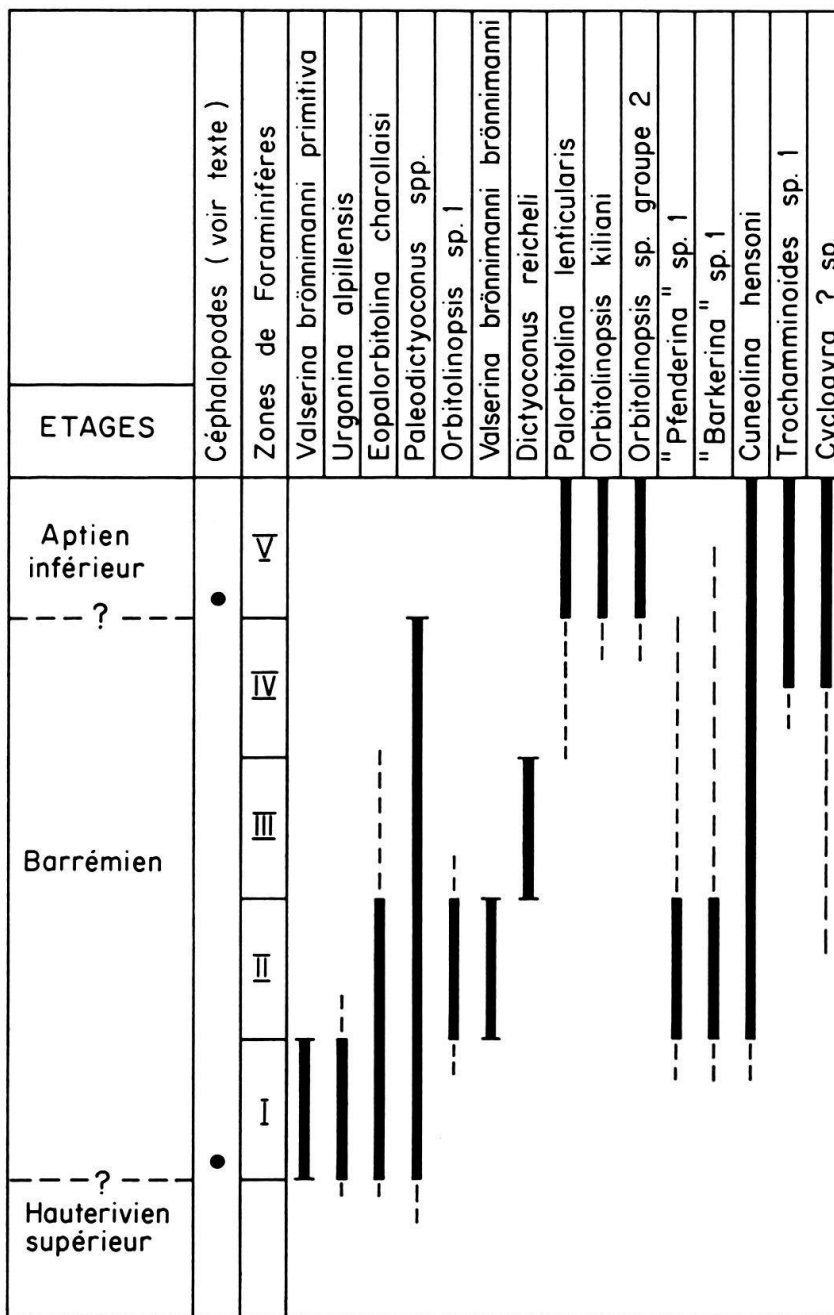 ETAGES
Céphalopodes ( voir texte )
Zones de Foraminifères
Valserina brönnimanni primitiva
Urgonina alpillensis
Eopalorbitolina charollaisi
Paleodictyoconus spp.
Orbitolinopsis sp. 1
Valserina brönnimanni brönnimanni
Dictyoconus reicheli
Palorbitolina lenticularis
Orbitolinopsis kiliani
Orbitolinopsis sp. groupe 2
"Pfenderina" sp. 1
"Barkerina" sp. 1
Cuneolina hensoni
Trochamminoides sp. 1
Cyclogyra ? sp.
Aptien
inférieur
V
?
IV
III
Barrémien
II
I
?
Hauterivien
supérieur